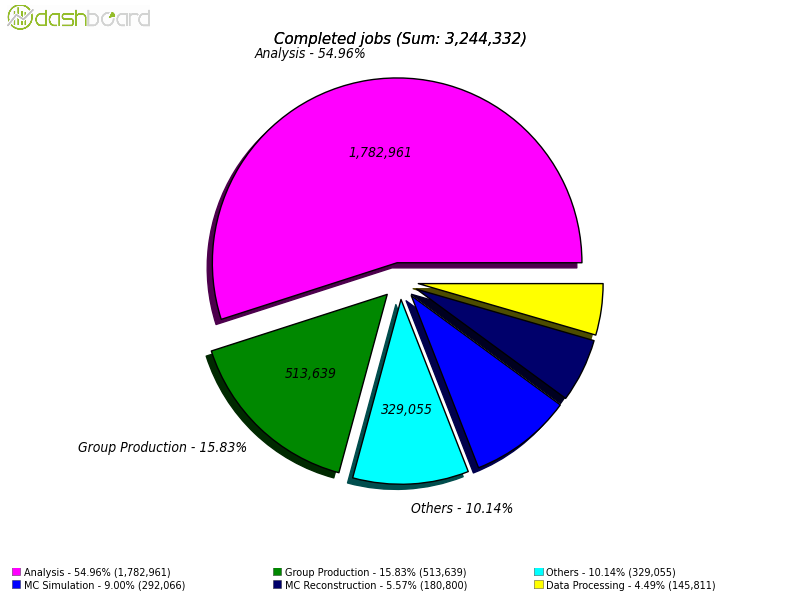 dashboard
Completed jobs (Sum: 3,244,332)
Analysis - 54.96%
1,782,961
513,639
329,055
Group Production - 15.83%
Others - 10.14%
Analysis - 54.96% (1,782,961)
Group Production - 15.83% (513,639)
Others - 10.14% (329,055)
MC Simulation - 9.00% (292,066)
MC Reconstruction - 5.57% (180,800)
Data Processing - 4.49% (145,811)